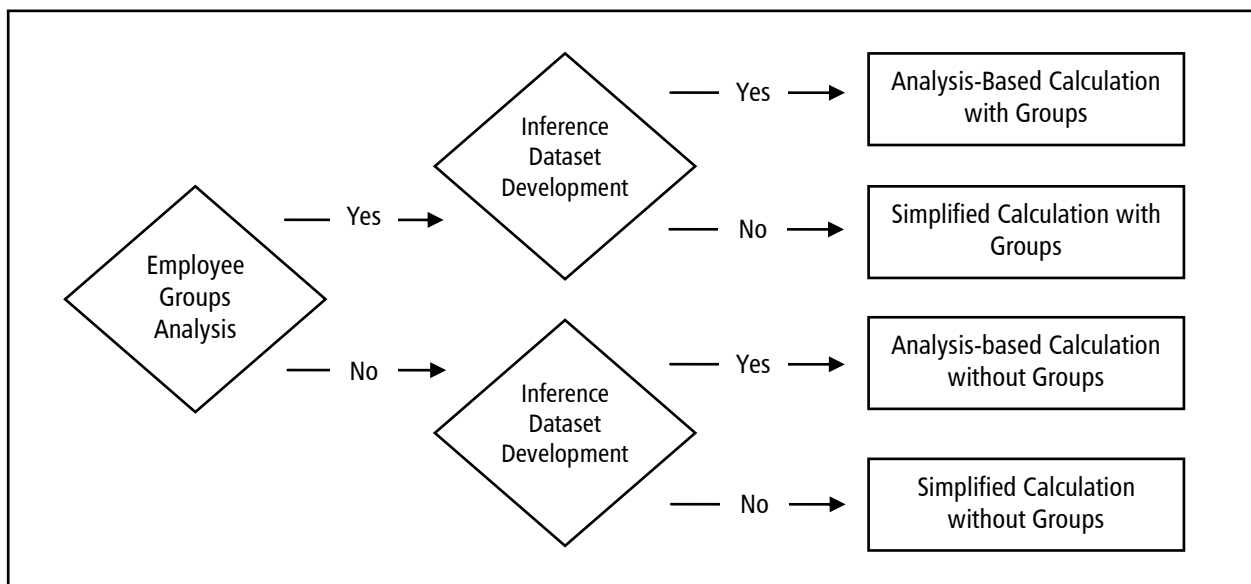 Employee
Groups
Analysis
Yes
No
Inference
Dataset
Development
Yes
No
Analysis-Based Calculation
with Groups
Simplified Calculation with
Groups
Inference
Dataset
Development
Yes
No
Analysis-based Calculation
without Groups
Simplified Calculation
without Groups